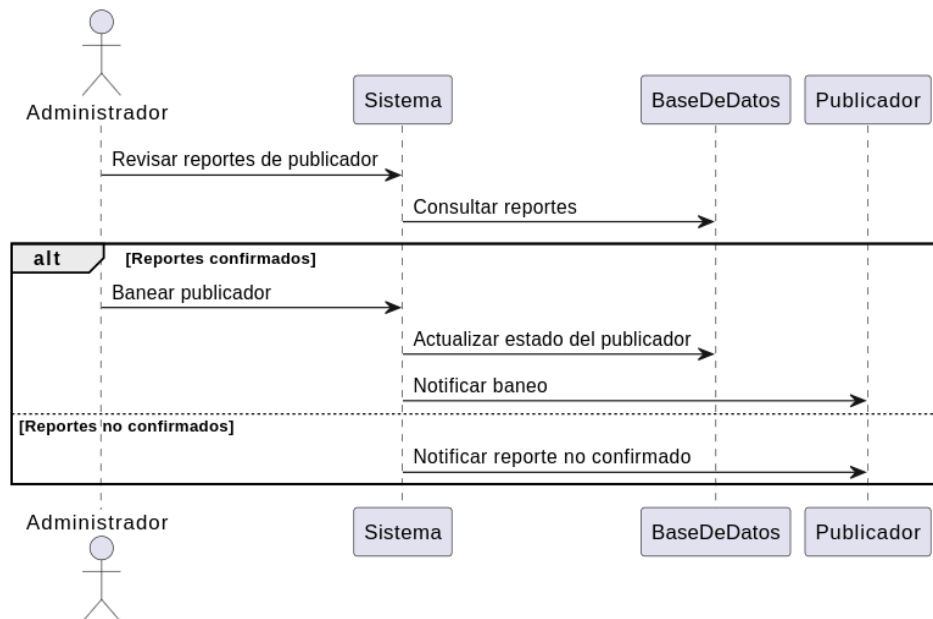 Administrador
Sistema
BaseDeDatos
Publicador
Revisar reportes de publicador
Consultar reportes
alt
[Reportes confirmados]
Banear publicador
Actualizar estado del publicador
Notificar baneo
[Reportes no confirmados]
Notificar reporte no confirmado
Administrador
Sistema
BaseDeDatos
Publicador